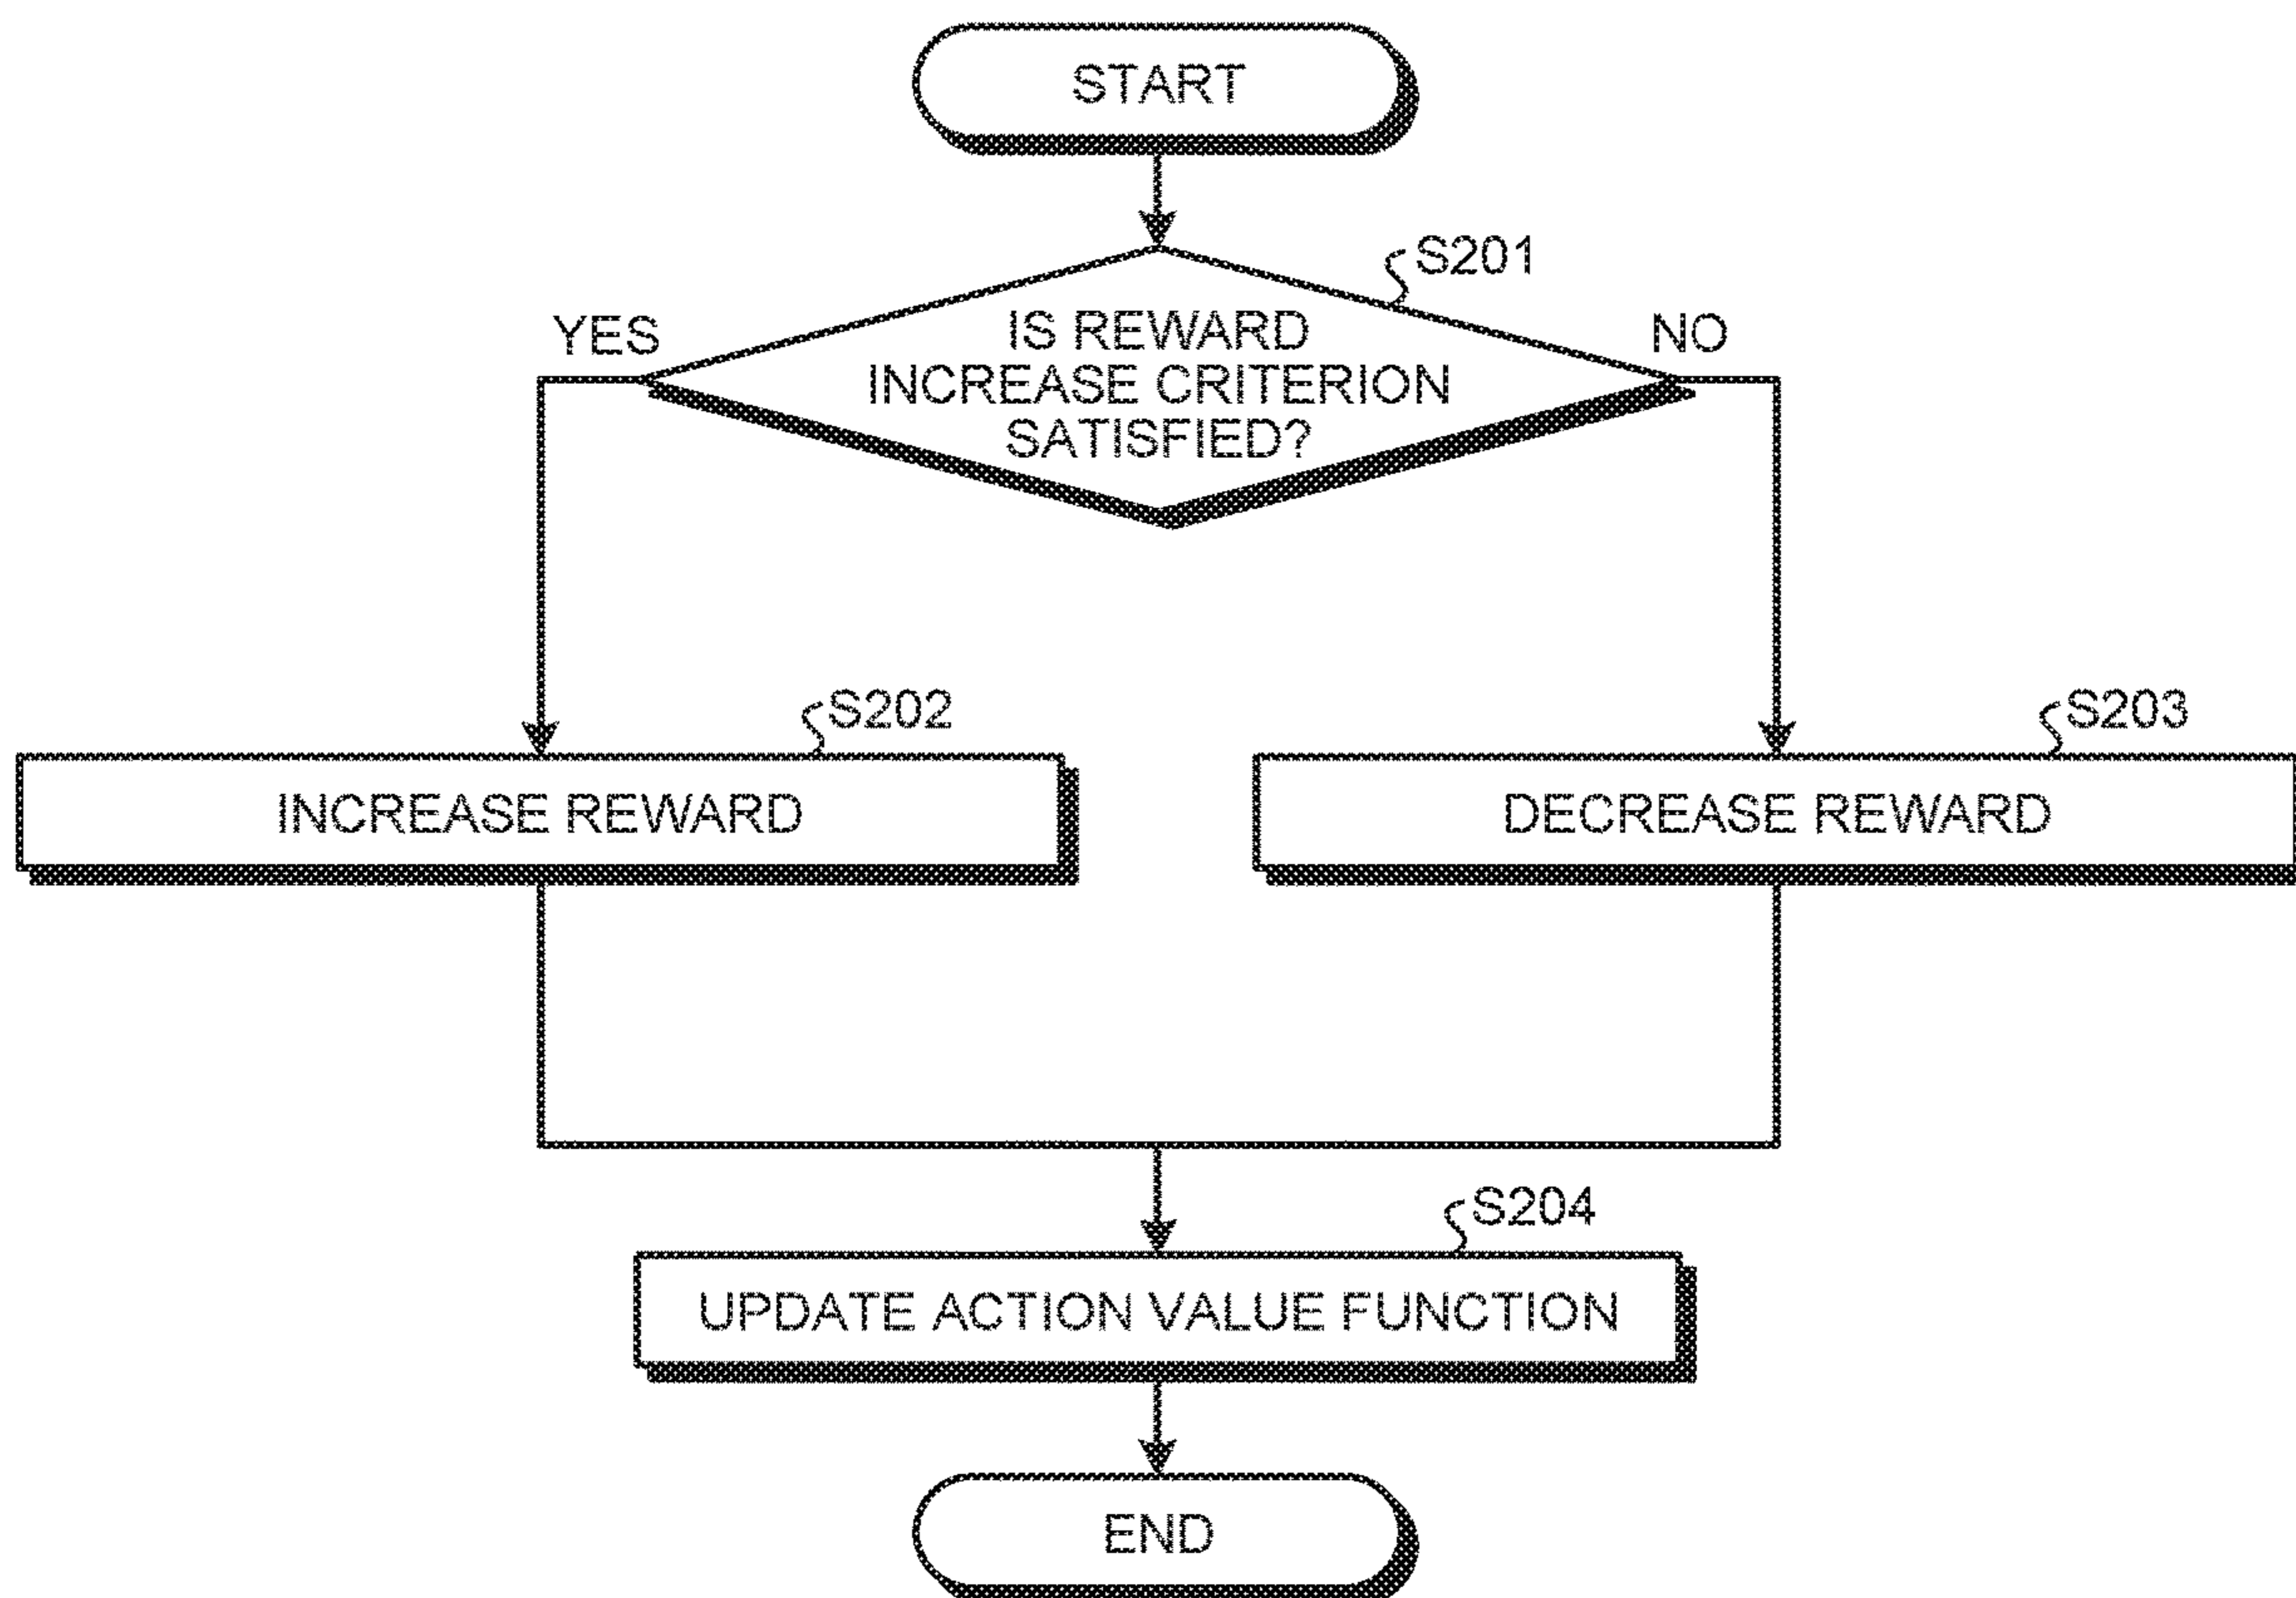 START
S201
YES
IS REWARD
INCREASE CRITERION
SATISFIED?
NO
S202
INCREASE REWARD
S203
DECREASE REWARD
S204
UPDATE ACTION VALUE FUNCTION
END